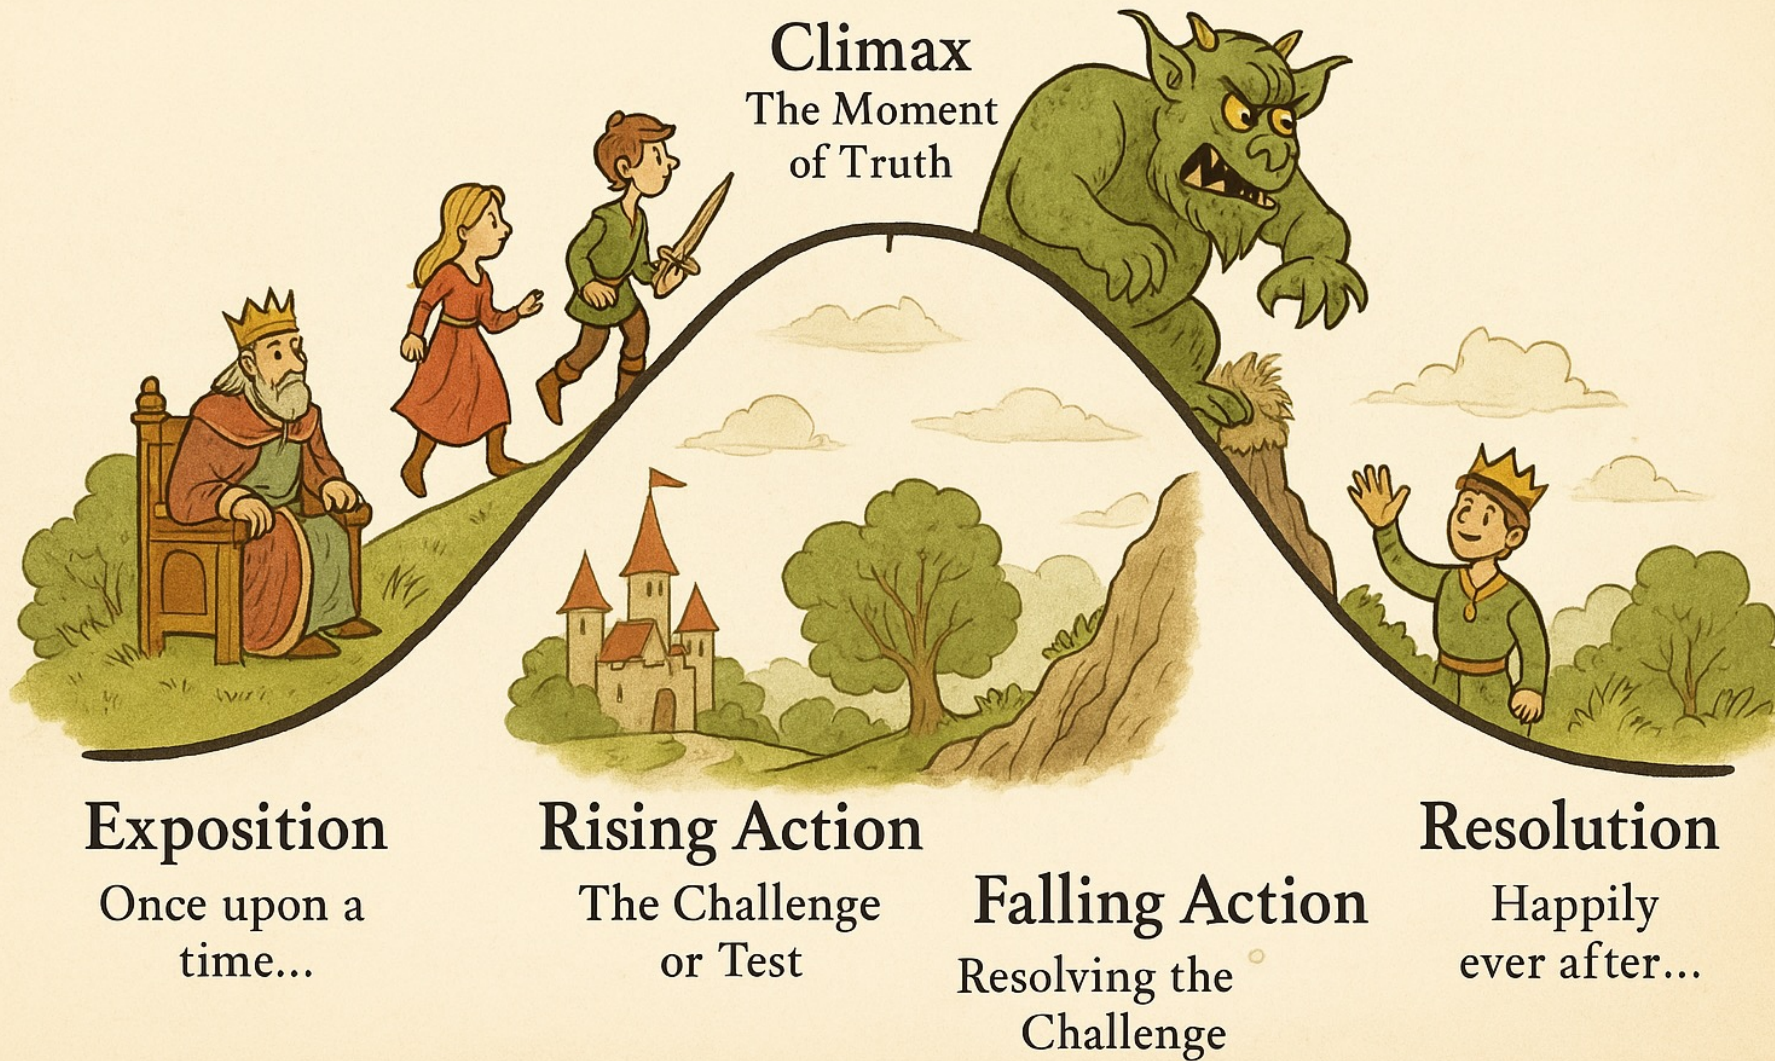 Climax
The Moment
of Truth
Exposition
Once upon a
time...
Rising Action
The Challenge
or Test
Falling Action
Resolving the
Challenge
Resolution
Happily
ever after...